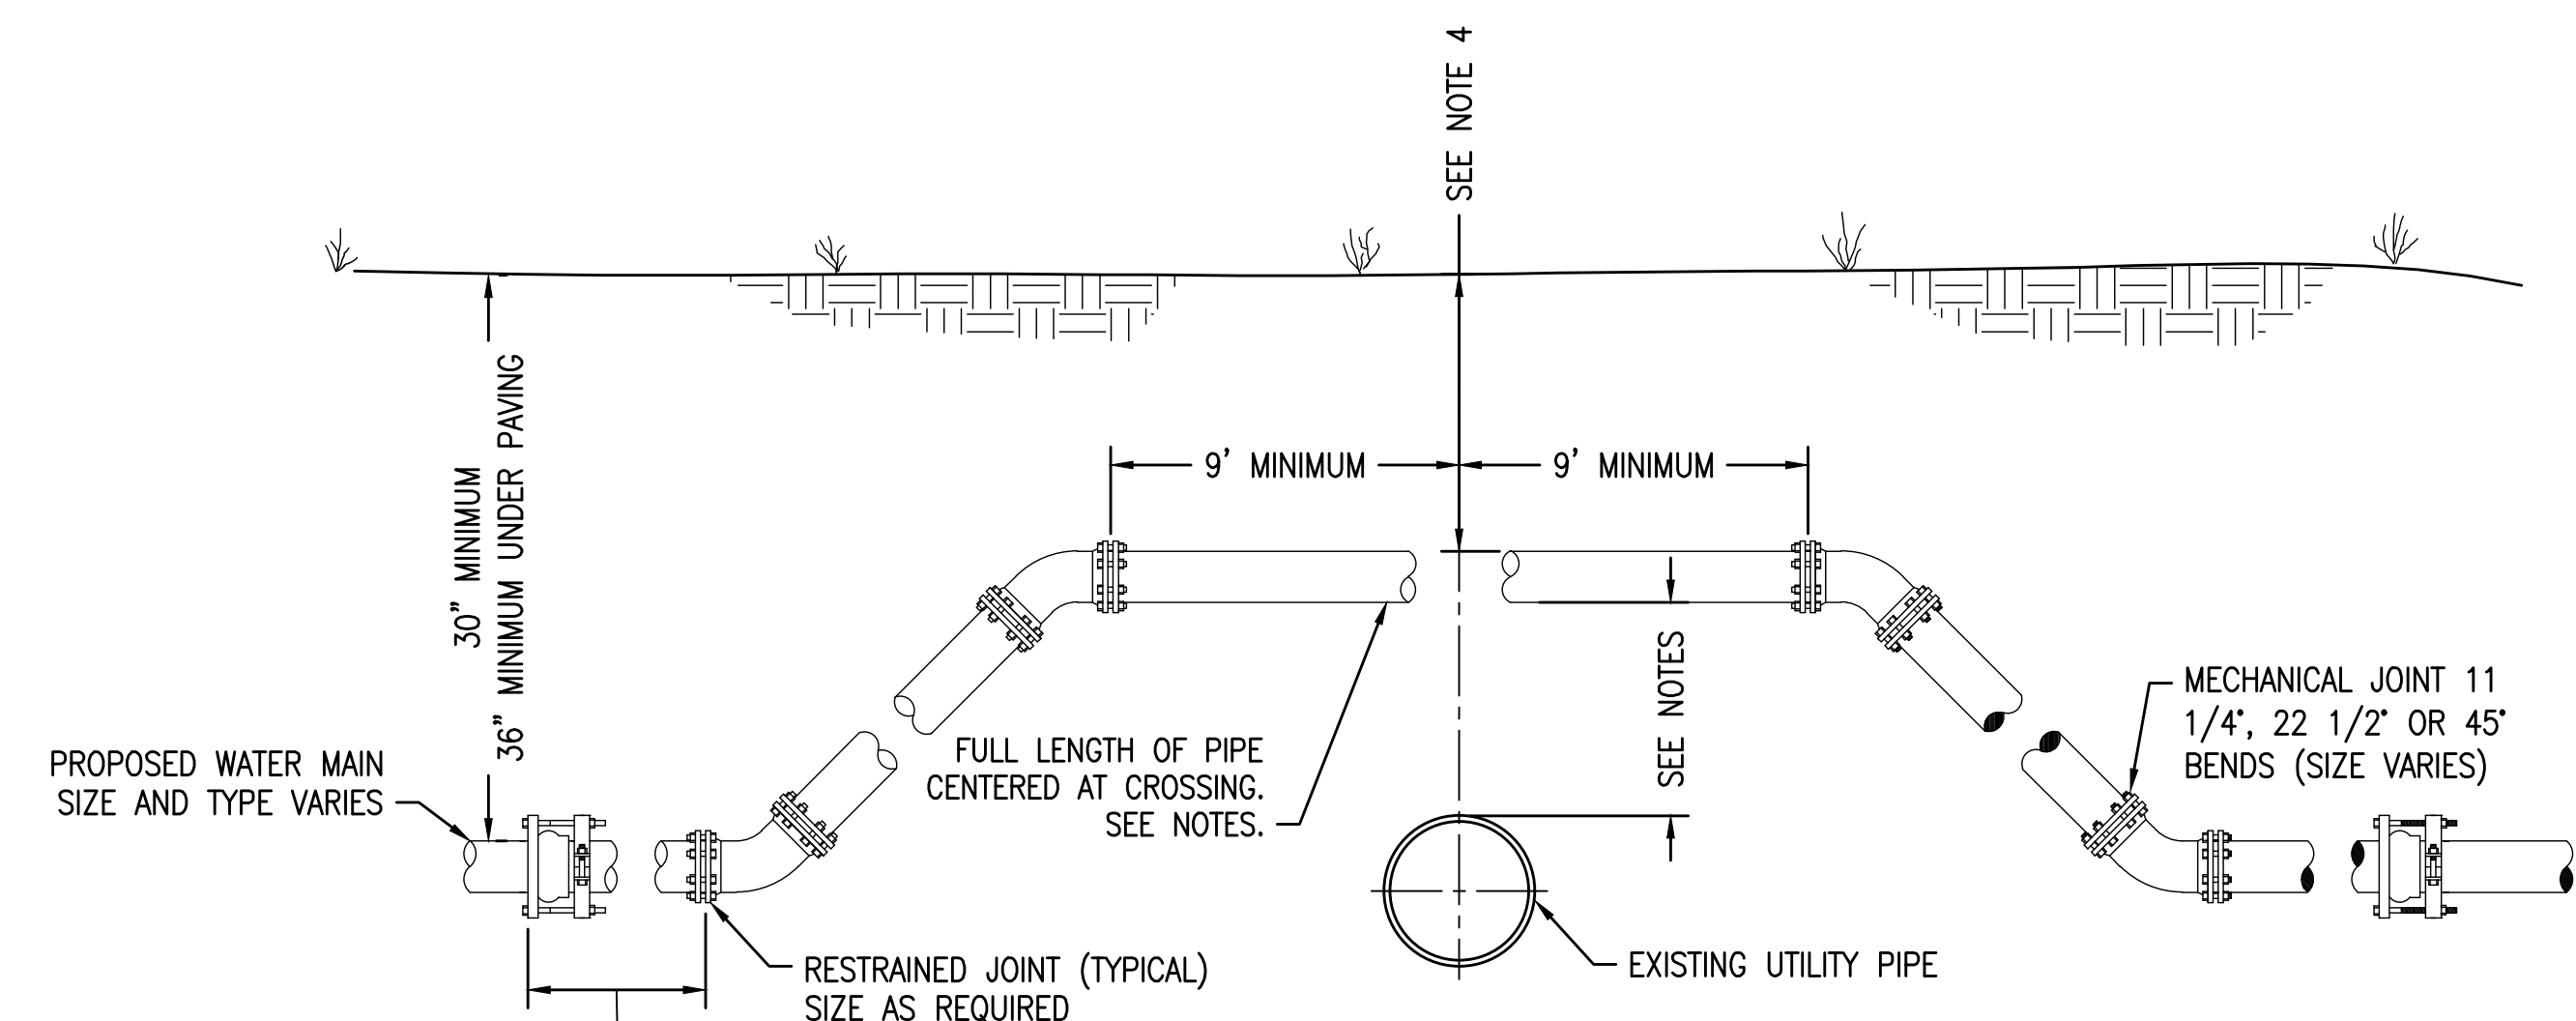 SEE NOTE 4
30” MINIMUM
36” MINIMUM UNDER PAVING
9’ MINIMUM
9’ MINIMUM
SEE NOTES
PROPOSED WATER MAIN
SIZE AND TYPE VARIES
FULL LENGTH OF PIPE
CENTERED AT CROSSING.
SEE NOTES.
MECHANICAL JOINT 11
1/4°, 22 1/2° OR 45°
BENDS (SIZE VARIES)
RESTRAINED JOINT (TYPICAL)
SIZE AS REQUIRED
EXISTING UTILITY PIPE